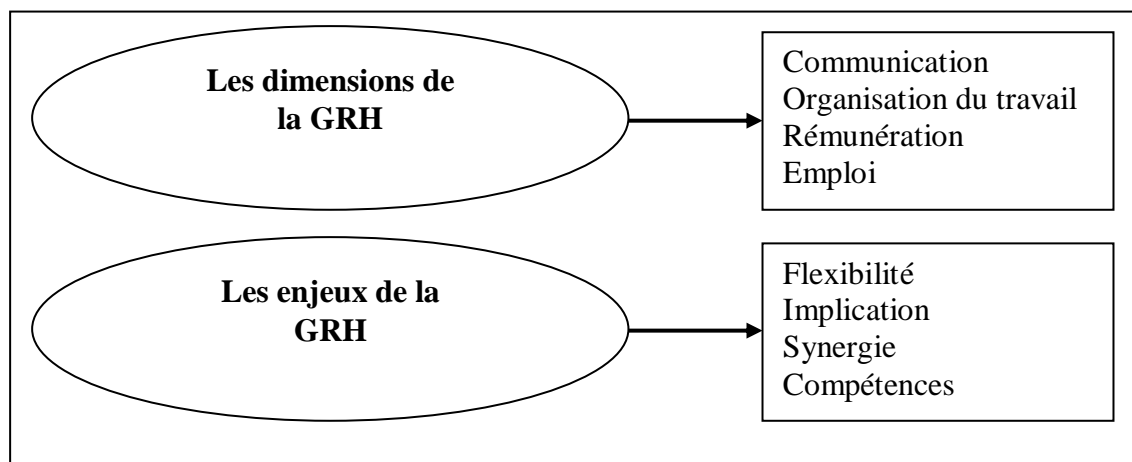 Les dimensions de
la GRH
Communication
Organisation du travail
Rémunération
Emploi
Les enjeux de la
GRH
Flexibilité
Implication
Synergie
Compétences